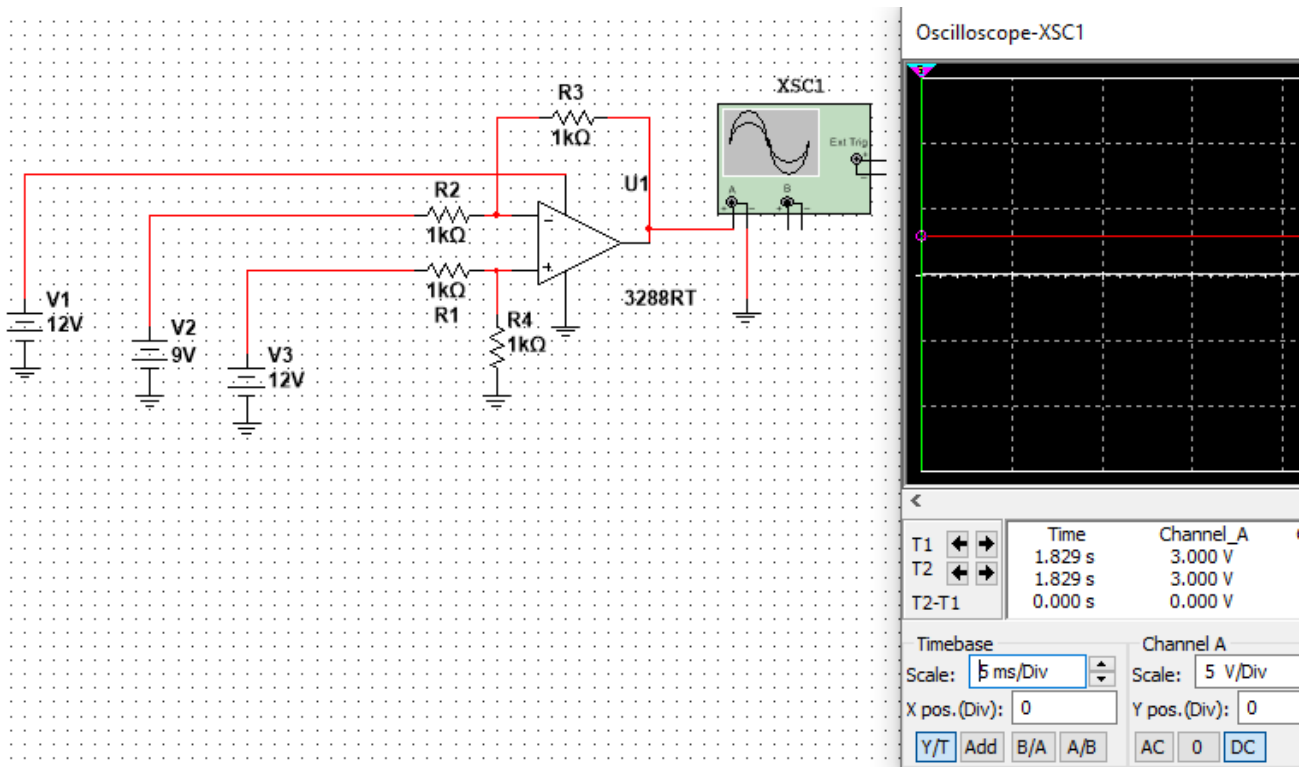 Oscilloscope-XSC1
XSC1
Ext Trig
+
−
A
B
+ − + −
R3
1kΩ
U1
R2
1kΩ
−
+
1kΩ
R1
3288RT
R4
1kΩ
V1
12V
V2
9V
V3
12V
<
Time Channel_A
T1 1.829 s 3.000 V
T2 1.829 s 3.000 V
T2-T1 0.000 s 0.000 V
Timebase Channel A
Scale: 5 ms/Div Scale: 5 V/Div
X pos.(Div): 0 Y pos.(Div): 0
Y/T Add B/A A/B AC 0 DC